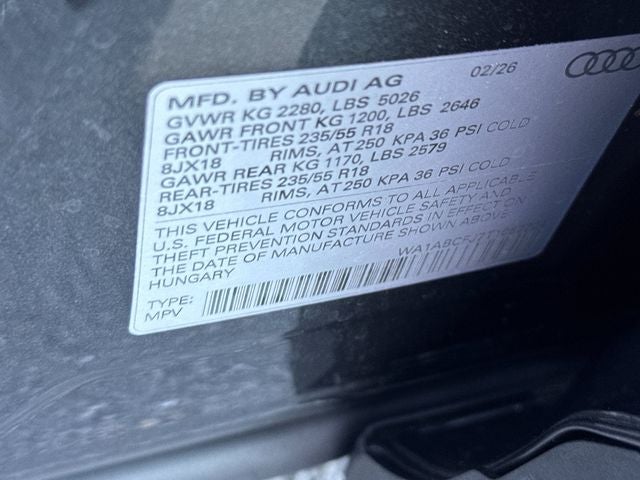 MFD. BY AUDI AG 02/26
GVWR KG 2280, LBS 5026
GAWR FRONT KG 1200, LBS 2646
FRONT-TIRES 235/55 R18
8JX18 RIMS, AT 250 KPA 36 PSI COLD
GAWR REAR KG 1170, LBS 2579
REAR-TIRES 235/55 R18
8JX18 RIMS, AT 250 KPA 36 PSI COLD
THIS VEHICLE CONFORMS TO ALL APPLICABLE
U.S. FEDERAL MOTOR VEHICLE SAFETY AND
THEFT PREVENTION STANDARDS IN EFFECT ON
THE DATE OF MANUFACTURE SHOWN ABOVE
HUNGARY
TYPE:
MPV